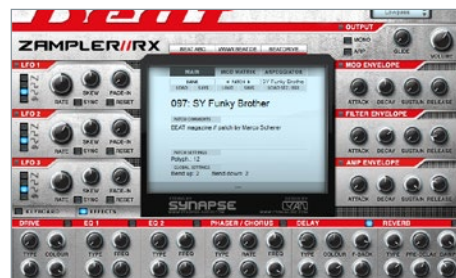 beat
Lowpass
OUTPUT
ZAMPLER//RX
MONO
ARP
GLIDE
VOLUME
LFO 1
MAIN
MOD MATRIX
ARPEGGIATOR
MOD ENVELOPE
RATE
SKEW
FADE-IN
SYNC
RESET
097: SY Funky Brother
ATTACK
DECAY
SUSTAIN
RELEASE
LFO 2
PATCH COMMENTS
FILTER ENVELOPE
BEAT magazine // patch by Marco Scherer
RATE
SKEW
FADE-IN
SYNC
RESET
ATTACK
DECAY
SUSTAIN
RELEASE
LFO 3
PATCH SETTINGS
AMP ENVELOPE
Polyph.: 12
GLOBAL SETTINGS
Bend up: 2 Bend down: 2
RATE
SKEW
FADE-IN
SYNC
RESET
ATTACK
DECAY
SUSTAIN
RELEASE
SYNAPSE
KEYBOARD
EFFECTS
DRIVE
EQ 1
EQ 2
PHASER / CHORUS
DELAY
REVERB
TYPE
COLOUR
TYPE
FREQ
TYPE
FREQ
TYPE
RATE
FREQ
TYPE
COLOUR
F-BACK
TYPE
PRE-DELAY
DAMP